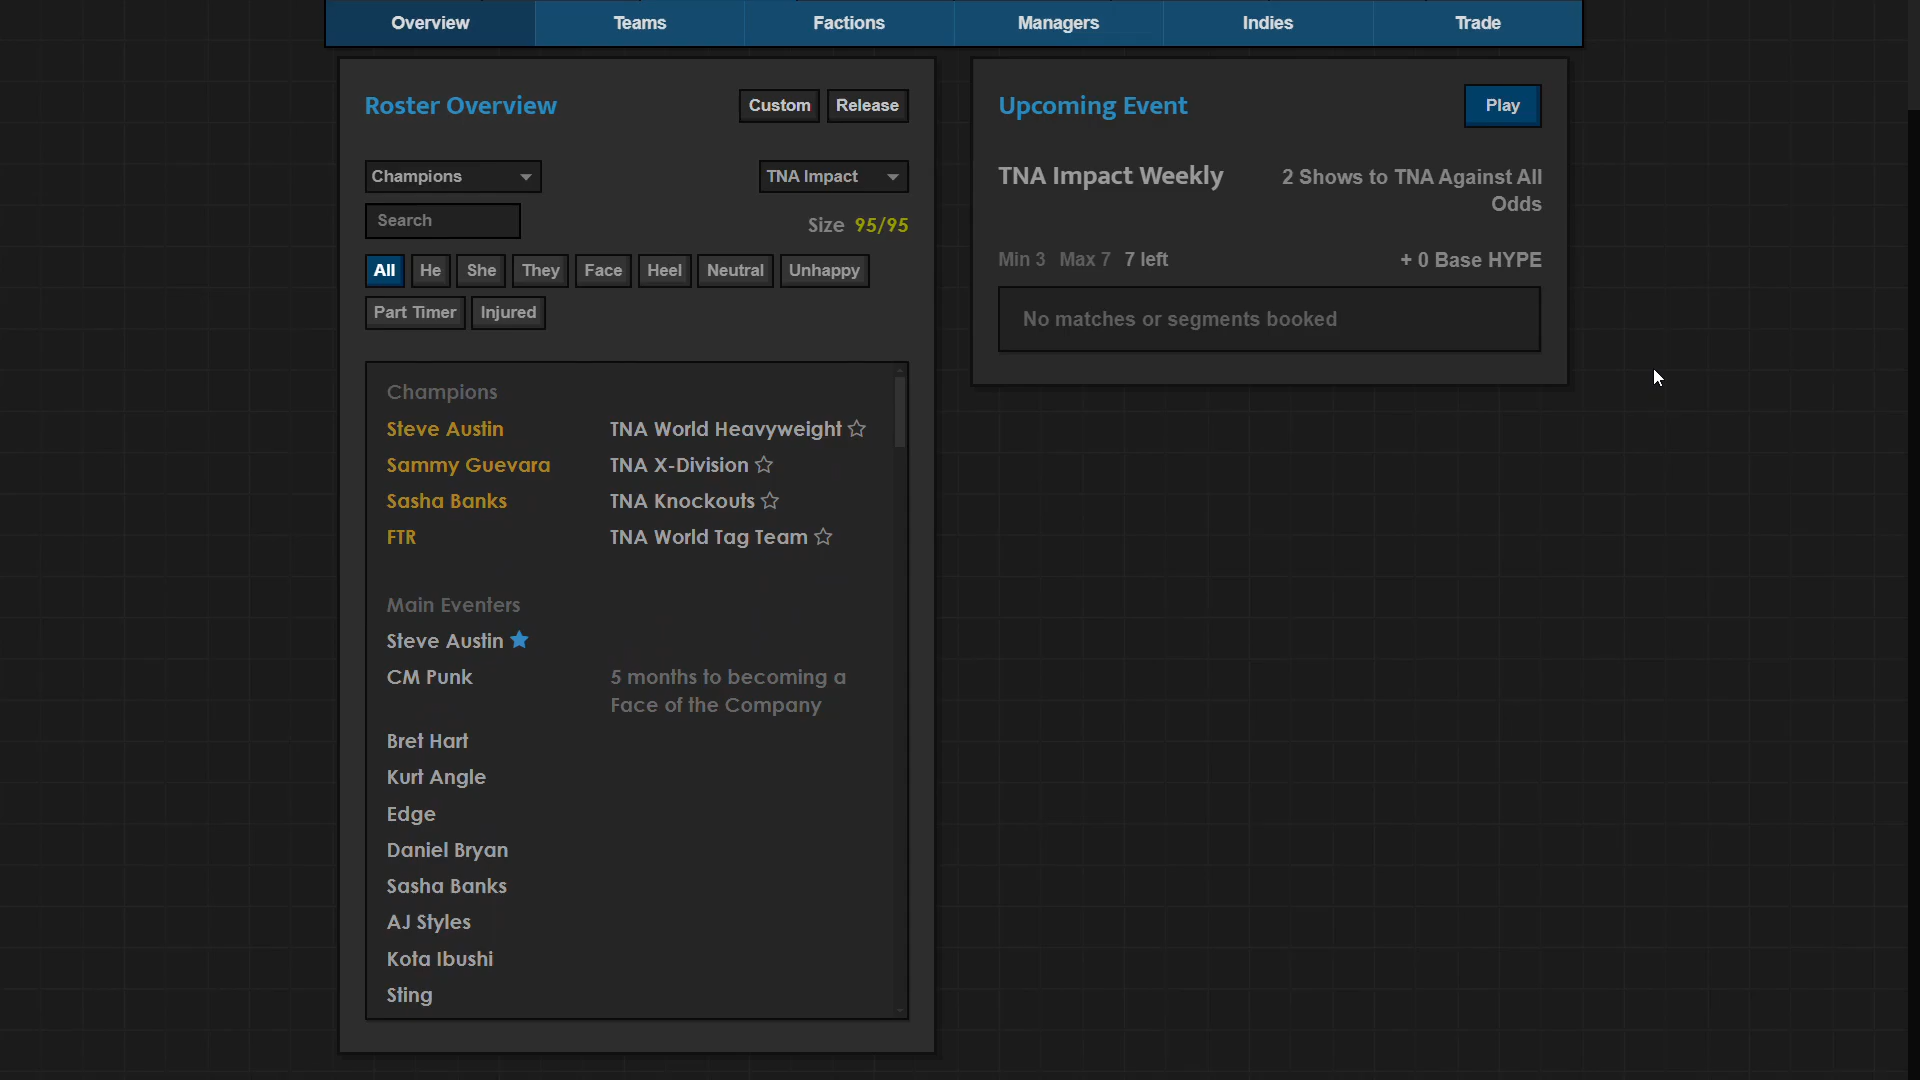 Overview Teams Factions Managers Indies Trade
Roster Overview Custom Release
Champions TNA Impact
Search Size 95/95
All He She They Face Heel Neutral Unhappy
Part Timer Injured
Champions
Steve Austin TNA World Heavyweight
Sammy Guevara TNA X-Division
Sasha Banks TNA Knockouts
FTR TNA World Tag Team
Main Eventers
Steve Austin
CM Punk 5 months to becoming a
Face of the Company
Bret Hart
Kurt Angle
Edge
Daniel Bryan
Sasha Banks
AJ Styles
Kota Ibushi
Sting
Upcoming Event Play
TNA Impact Weekly 2 Shows to TNA Against All
Odds
Min 3 Max 7 7 left + 0 Base HYPE
No matches or segments booked